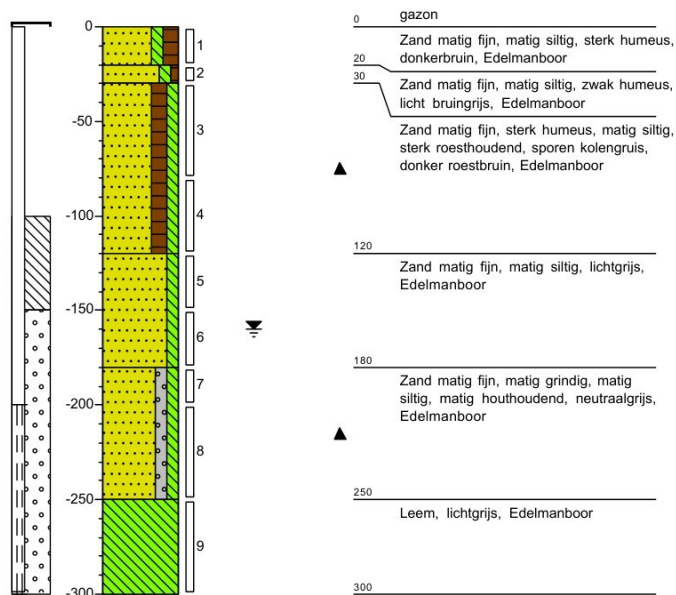 0
-50
-100
-150
-200
-250
-300
1
2
3
4
5
6
7
8
9
0
gazon
Zand matig fijn, matig siltig, sterk humeus,
donkerbruin, Edelmanboor
20
Zand matig fijn, matig siltig, zwak humeus,
licht bruingrijs, Edelmanboor
30
Zand matig fijn, sterk humeus, matig siltig,
sterk roesthoudend, sporen kolengruis,
donker roestbruin, Edelmanboor
120
Zand matig fijn, matig siltig, lichtgrijs,
Edelmanboor
180
Zand matig fijn, matig grindig, matig
siltig, matig houthoudend, neutraalgrijs,
Edelmanboor
250
Leem, lichtgrijs, Edelmanboor
300